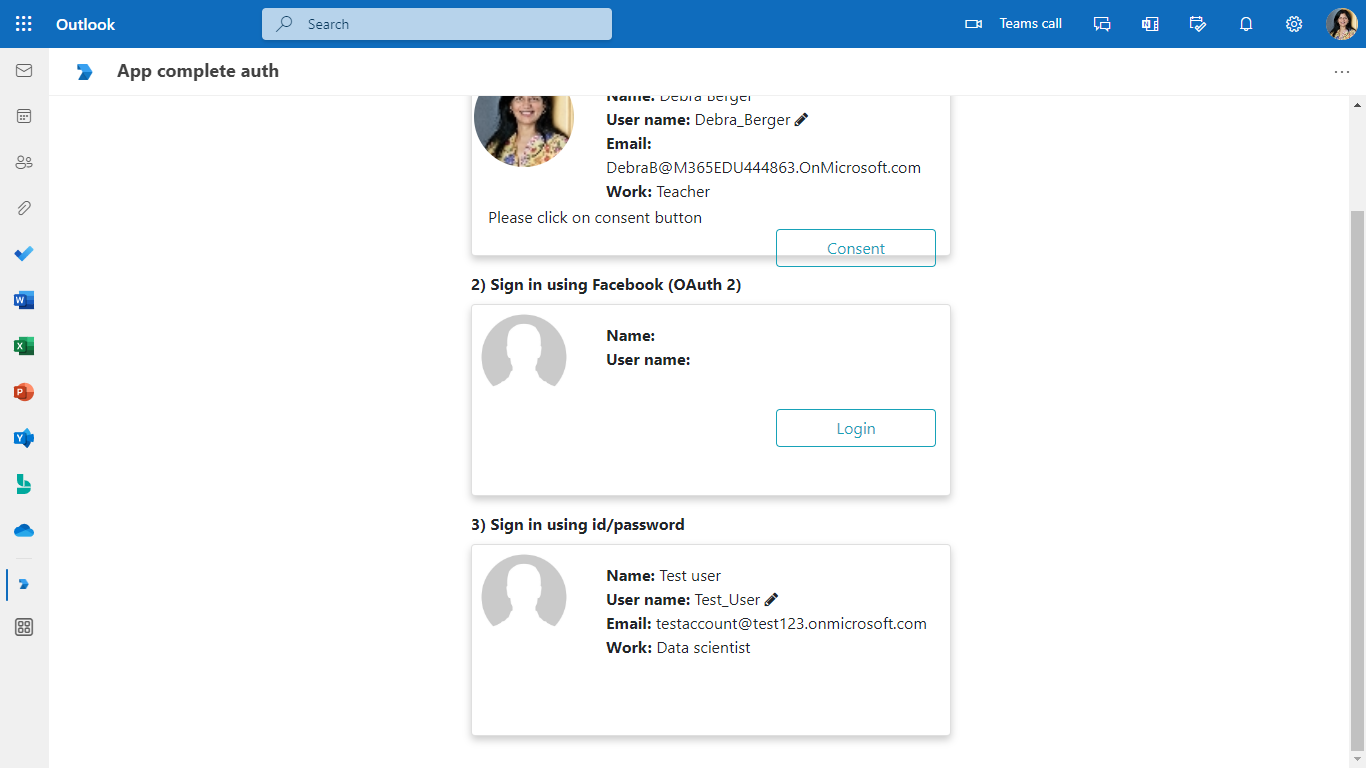 Outlook
Search
Teams call
App complete auth
Name: Debra Berger
User name: Debra_Berger
Email:
DebraB@M365EDU444863.OnMicrosoft.com
Work: Teacher
Please click on consent button
Consent
2) Sign in using Facebook (OAuth 2)
Name:
User name:
Login
3) Sign in using id/password
Name: Test user
User name: Test_User
Email: testaccount@test123.onmicrosoft.com
Work: Data scientist